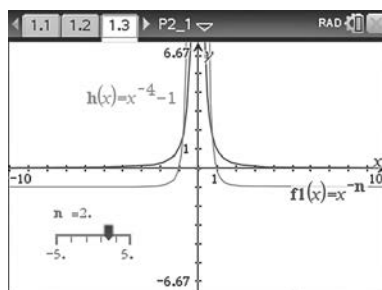 1.1 1.2 1.3 P2_1 RAD
6.67 y
h(x)=x⁻⁴−1
1
-10 1 10 x
f1(x)=x⁻ⁿ
n =2.
-5. 5.
-6.67